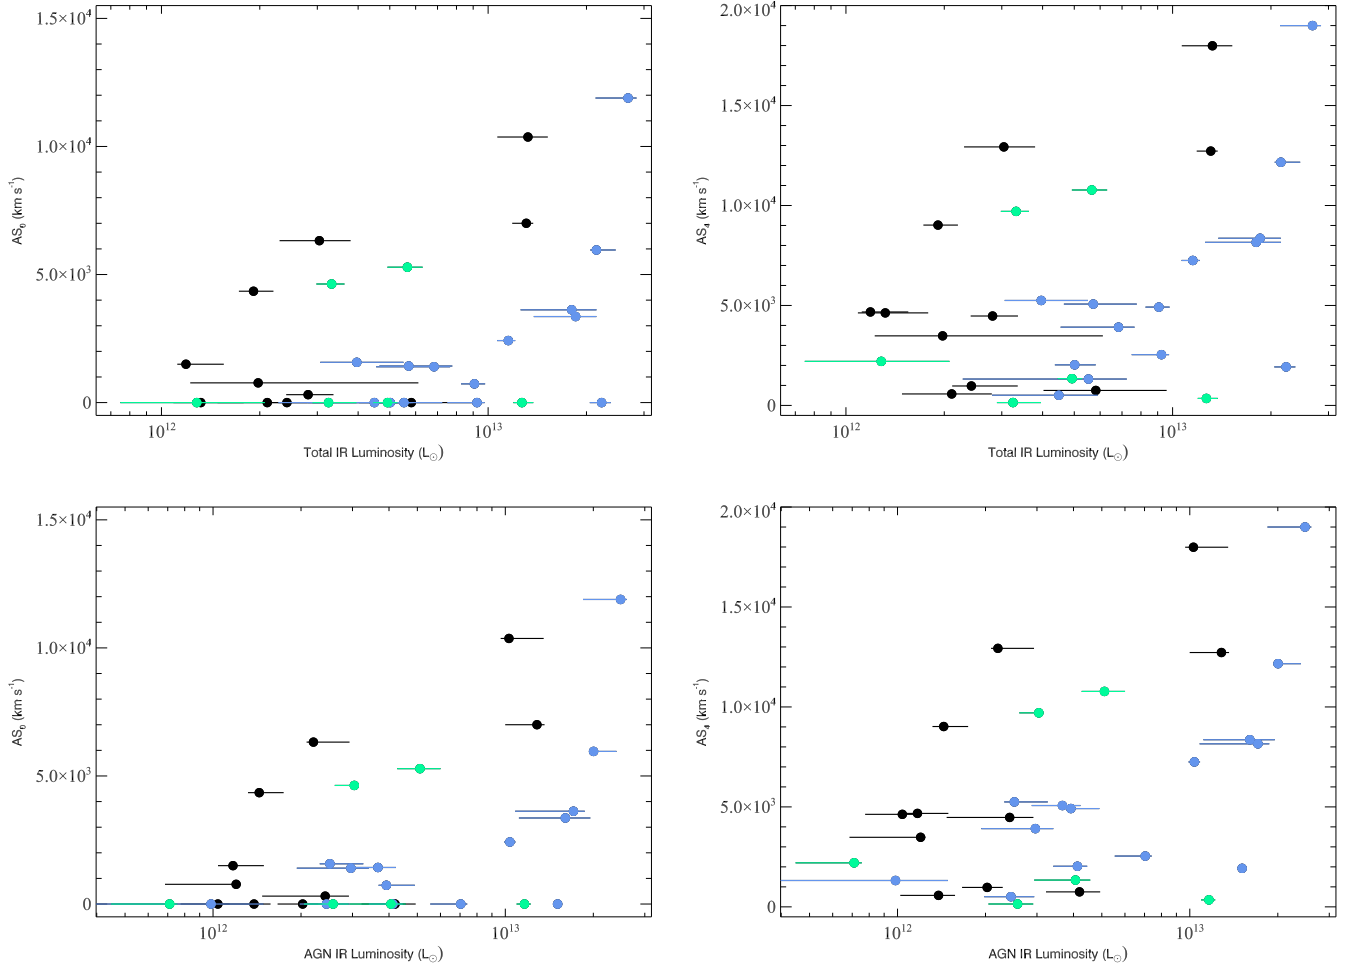 1.5×10⁴
1.0×10⁴
5.0×10³
0
AS₀ (km s⁻¹)
10¹² 10¹³
Total IR Luminosity (L☉)
2.0×10⁴
1.5×10⁴
1.0×10⁴
5.0×10³
0
AS₄ (km s⁻¹)
10¹² 10¹³
Total IR Luminosity (L☉)
1.5×10⁴
1.0×10⁴
5.0×10³
0
AS₀ (km s⁻¹)
10¹² 10¹³
AGN IR Luminosity (L☉)
2.0×10⁴
1.5×10⁴
1.0×10⁴
5.0×10³
0
AS₄ (km s⁻¹)
10¹² 10¹³
AGN IR Luminosity (L☉)